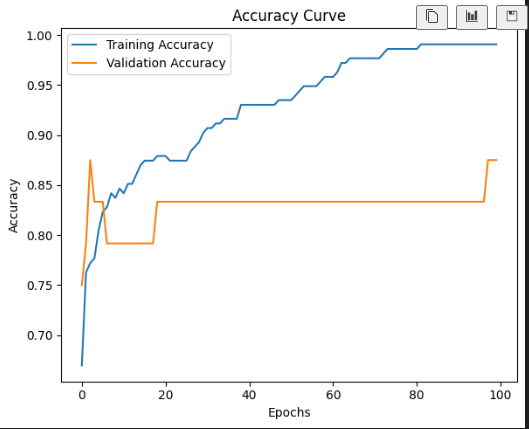 Accuracy Curve
Training Accuracy
Validation Accuracy
1.00
0.95
0.90
0.85
0.80
0.75
0.70
Accuracy
0 20 40 60 80 100
Epochs